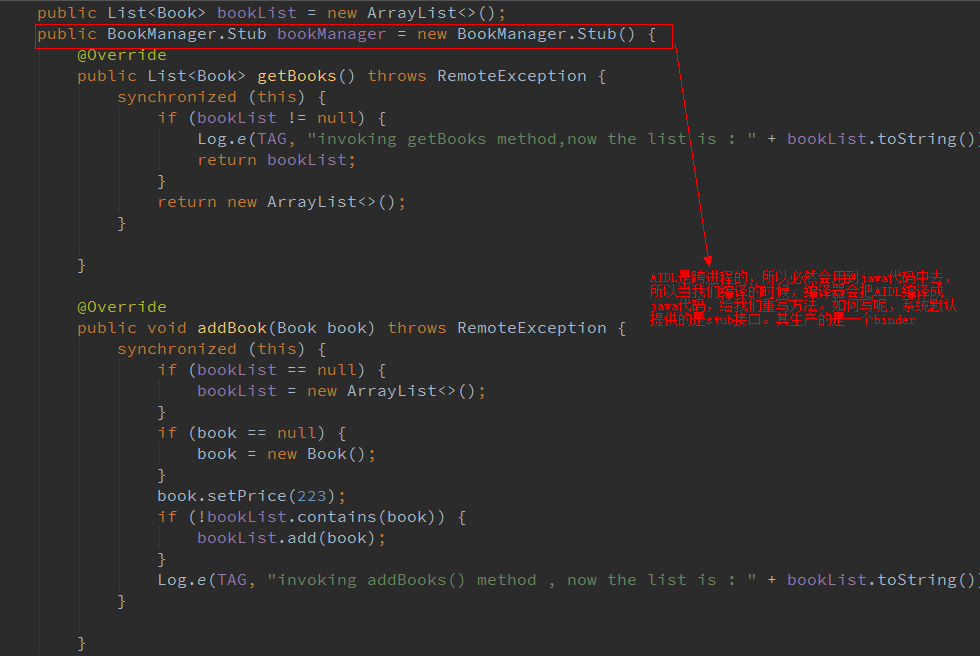 public List<Book> bookList = new ArrayList<>();
public BookManager.Stub bookManager = new BookManager.Stub() {
@Override
public List<Book> getBooks() throws RemoteException {
synchronized (this) {
if (bookList != null) {
Log.e(TAG, "invoking getBooks method,now the list is : " + bookList.toString())
return bookList;
}
return new ArrayList<>();
}
}
AIDL是跨进程的，所以必然会用到java代码中去，
所以当我们编译的时候，编译器会把AIDL编译成
java代码，给我们重写方法。如何写呢，系统默认
提供的是stub接口。其生产的是一个binder
@Override
public void addBook(Book book) throws RemoteException {
synchronized (this) {
if (bookList == null) {
bookList = new ArrayList<>();
}
if (book == null) {
book = new Book();
}
book.setPrice(223);
if (!bookList.contains(book)) {
bookList.add(book);
}
Log.e(TAG, "invoking addBooks() method , now the list is : " + bookList.toString())
}
}